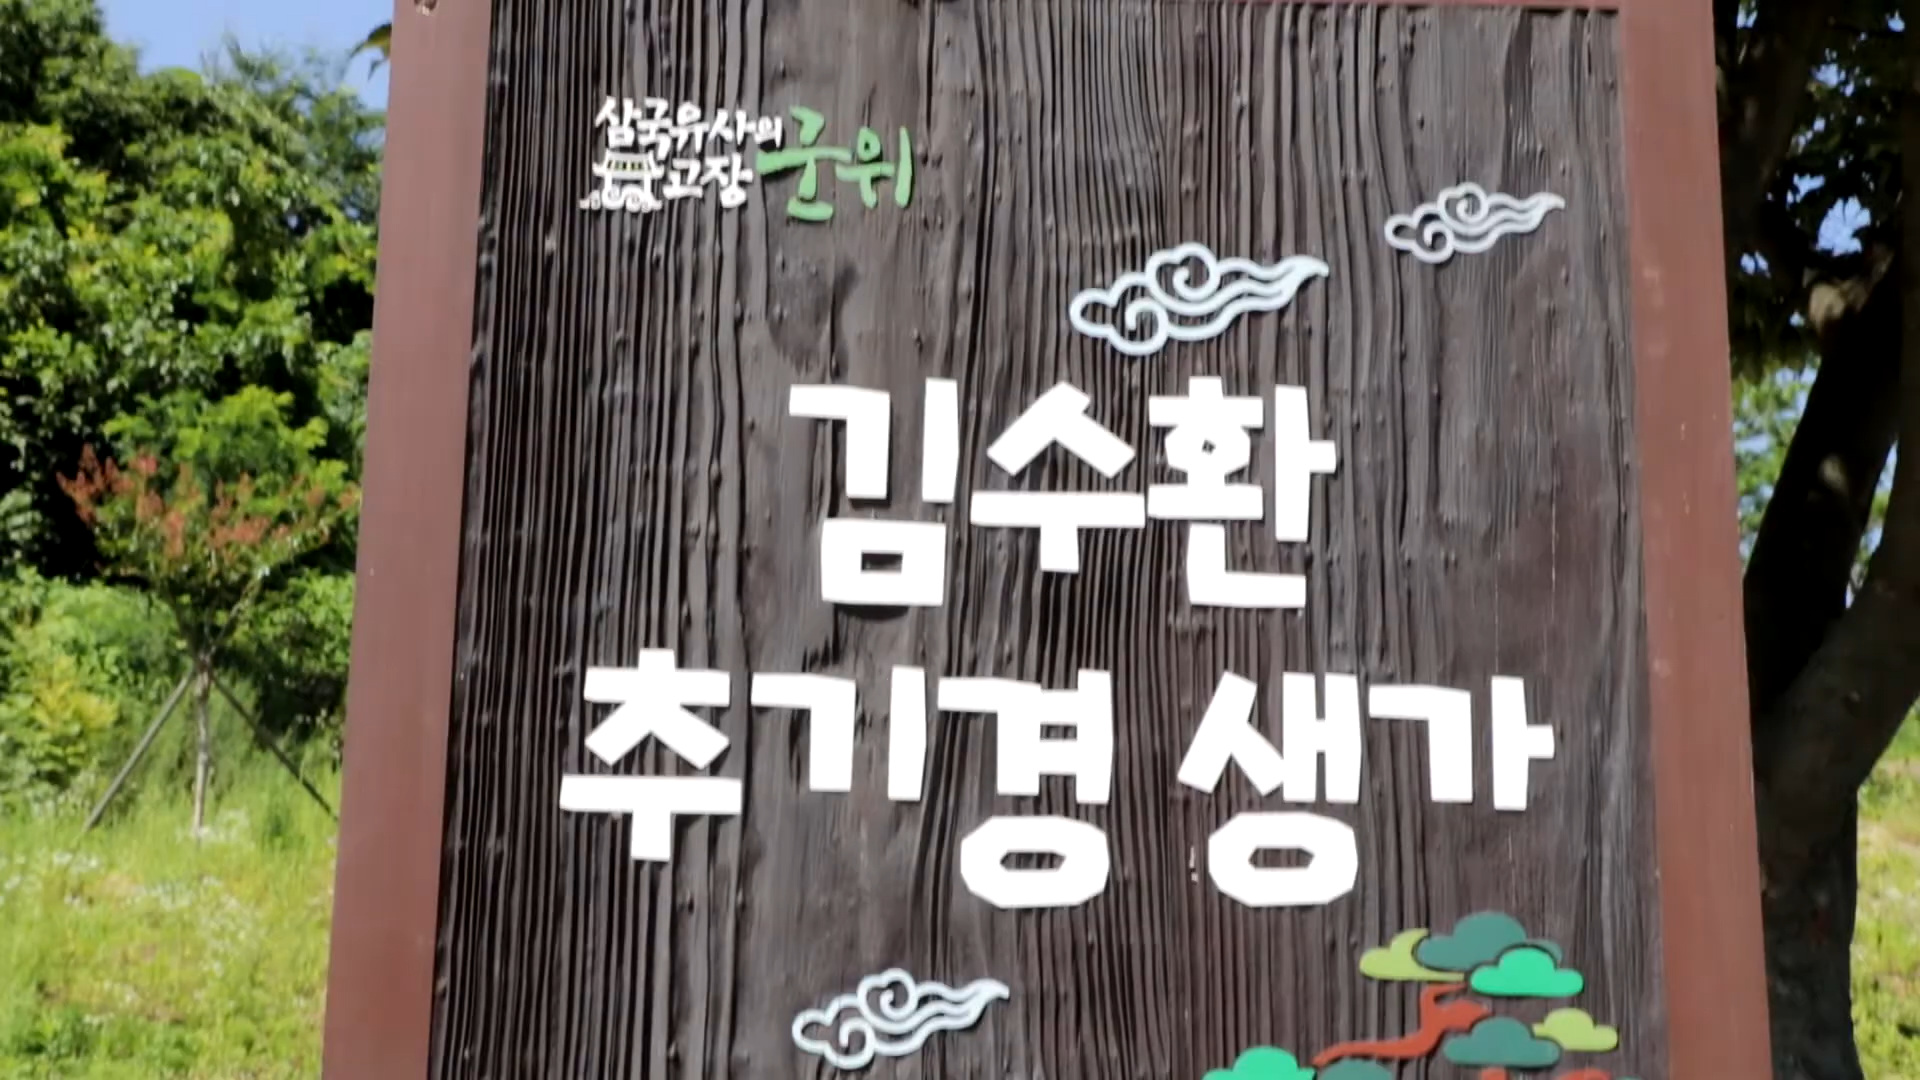 삼국유사의
고장 군위
김수환
추기경 생가